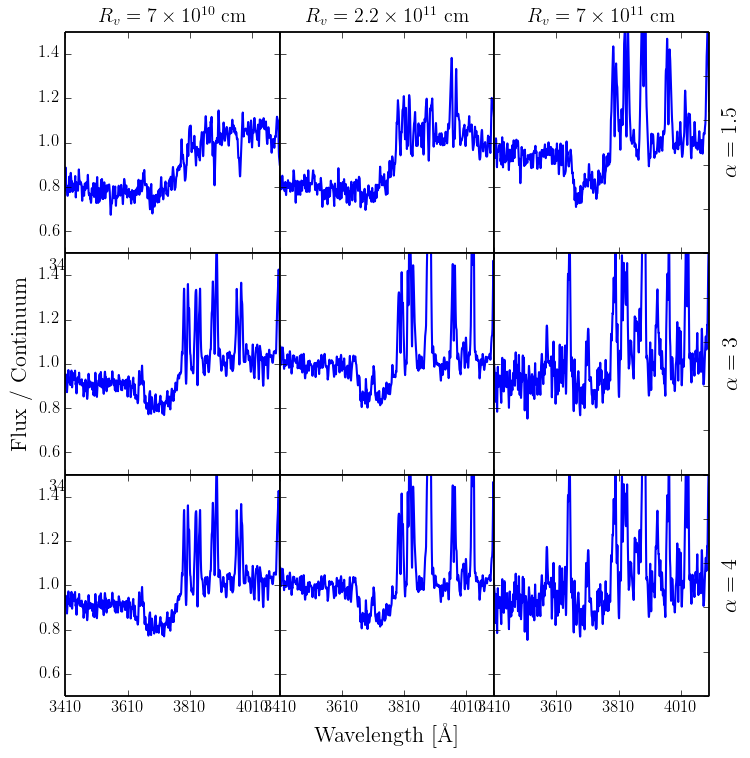 R_v = 7 × 10^10 cm R_v = 2.2 × 10^11 cm R_v = 7 × 10^11 cm
1.4
1.2
1.0
0.8
0.6
α = 1.5
34
1.4
1.2
1.0
0.8
0.6
α = 3
34
1.4
1.2
1.0
0.8
0.6
α = 4
Flux / Continuum
3410 3610 3810 4010 3410 3610 3810 4010 3410 3610 3810 4010
Wavelength [Å]